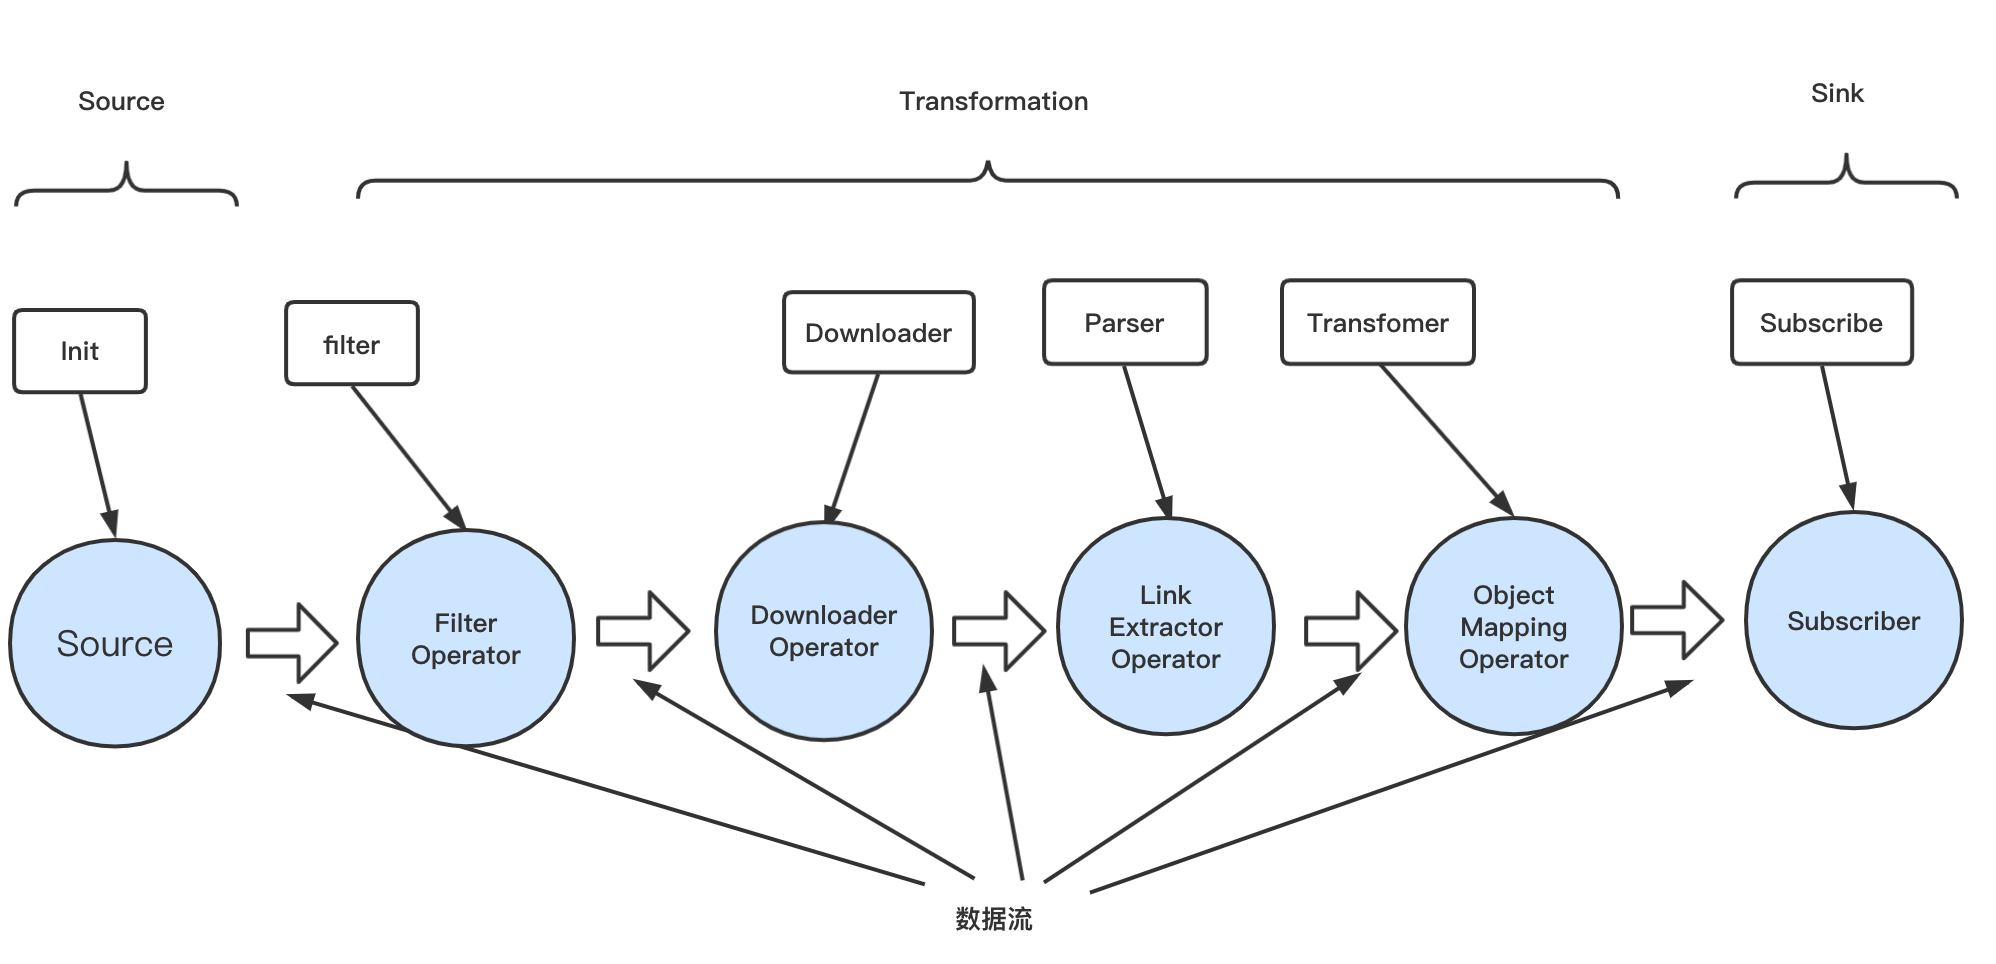 Source
Transformation
Sink
Init
filter
Downloader
Parser
Transfomer
Subscribe
Source
Filter
Operator
Downloader
Operator
Link
Extractor
Operator
Object
Mapping
Operator
Subscriber
数据流